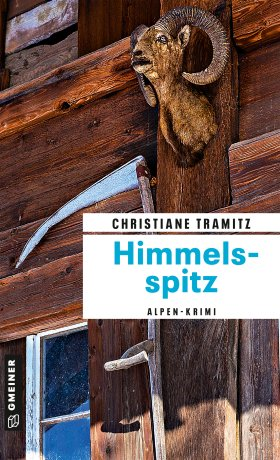 CHRISTIANE TRAMITZ
Himmels-
spitz
ALPEN-KRIMI
GMEINER